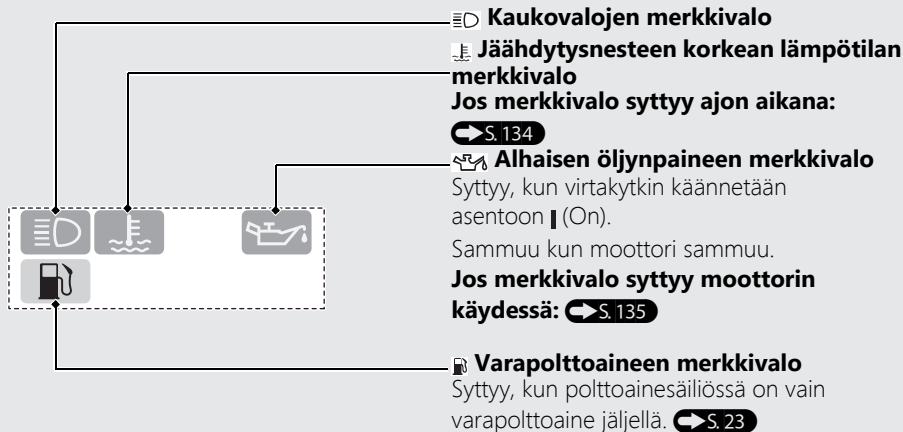 Kaukovalojen merkkivalo
Jäähdytysnesteen korkean lämpötilan
merkkivalo
Jos merkkivalo syttyy ajon aikana:
S. 134
Alhaisen öljynpaineen merkkivalo
Syttyy, kun virtakytkin käännetään
asentoon I (On).
Sammuu kun moottori sammuu.
Jos merkkivalo syttyy moottorin
käydessä: S. 135
Varapolttoaineen merkkivalo
Syttyy, kun polttoainesäiliössä on vain
varapolttoaine jäljellä. S. 23